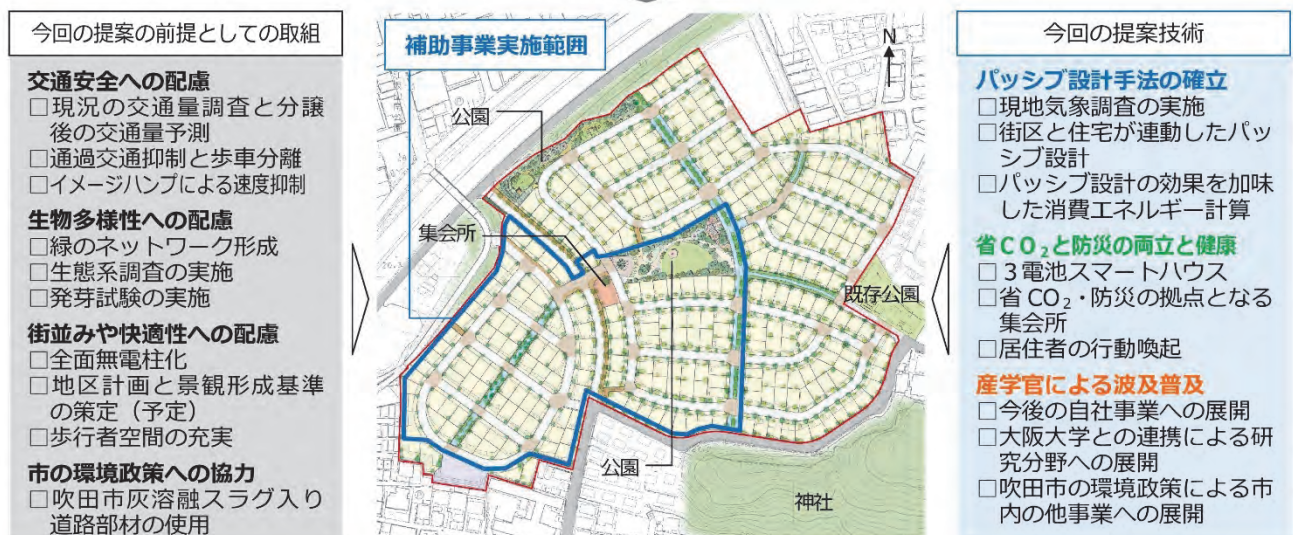 今回の提案の前提としての取組
交通安全への配慮
□現況の交通量調査と分譲
後の交通量予測
□通過交通抑制と歩車分離
□イメージハンプによる速度抑制
生物多様性への配慮
□緑のネットワーク形成
□生態系調査の実施
□発芽試験の実施
街並みや快適性への配慮
□全面無電柱化
□地区計画と景観形成基準
の策定（予定）
□歩行者空間の充実
市の環境政策への協力
□吹田市灰溶融スラグ入り
道路部材の使用
補助事業実施範囲
N
公園
集会所
既存公園
公園
神社
今回の提案技術
パッシブ設計手法の確立
□現地気象調査の実施
□街区と住宅が連動したパッ
シブ設計
□パッシブ設計の効果を加味
した消費エネルギー計算
省CO₂と防災の両立と健康
□３電池スマートハウス
□省CO₂・防災の拠点となる
集会所
□居住者の行動喚起
産学官による波及普及
□今後の自社事業への展開
□大阪大学との連携による研
究分野への展開
□吹田市の環境政策による市
内の他事業への展開